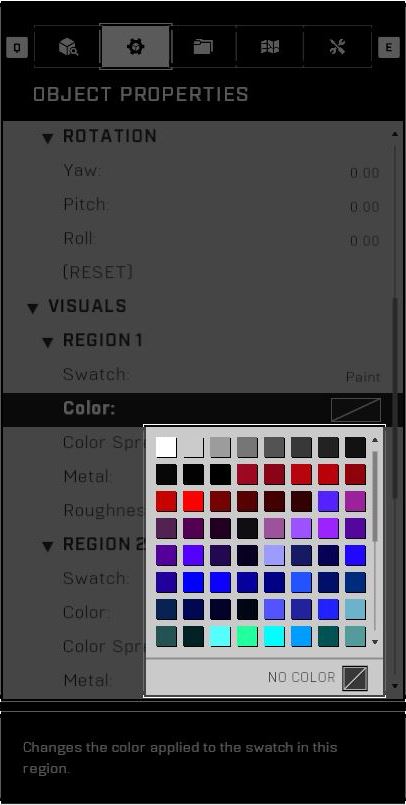 Q
E
OBJECT PROPERTIES
▼ ROTATION
Yaw: 0.00
Pitch: 0.00
Roll: 0.00
(RESET)
▼ VISUALS
▼ REGION 1
Swatch: Paint
Color:
Color Spre
Metal:
Roughnes
▼ REGION 2
Swatch:
Color:
Color Spre
Metal:
NO COLOR
Changes the color applied to the swatch in this
region.